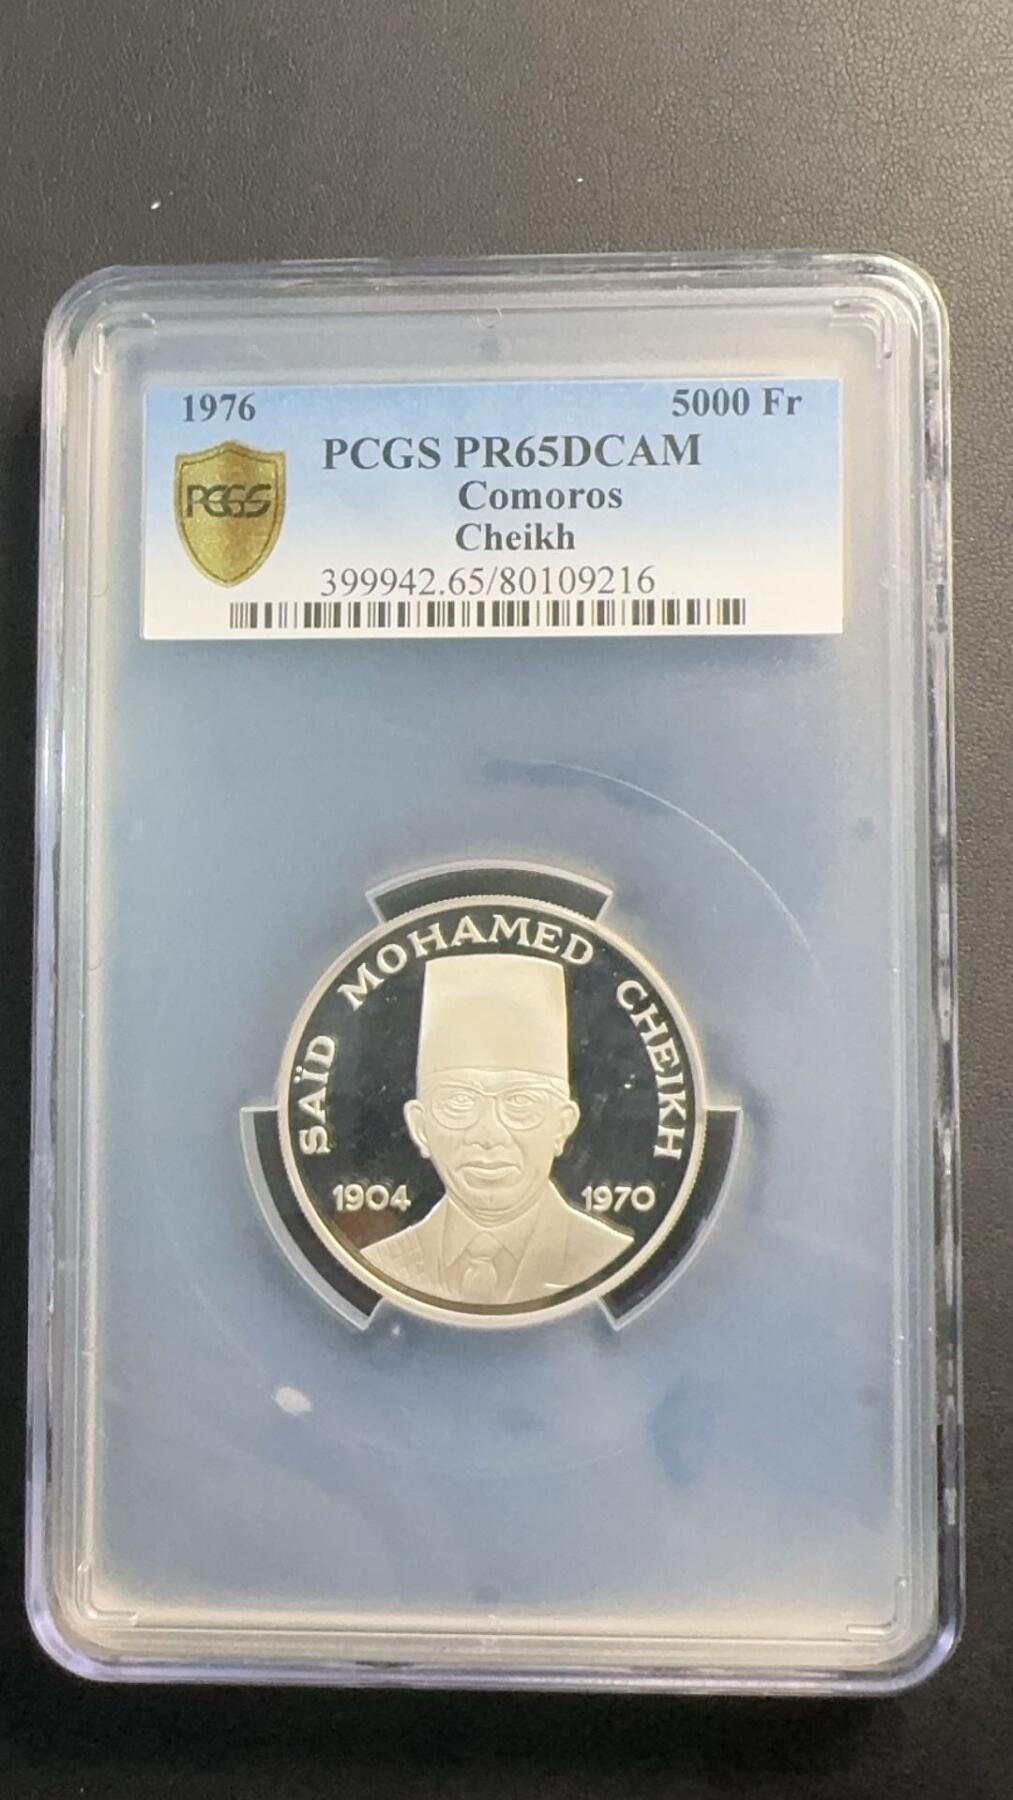 1976 5000 Fr
PCGS PR65DCAM
PCGS
Comoros
Cheikh
399942.65/80109216
SAÏD MOHAMED CHEIKH
1904 1970